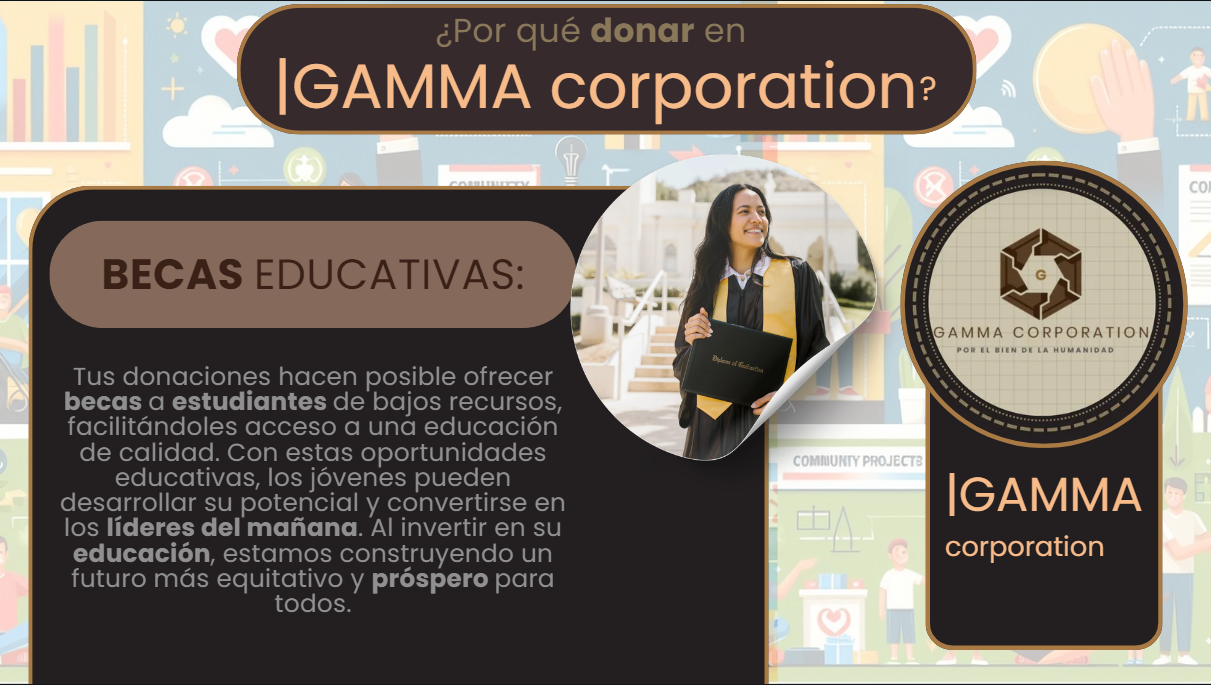 ¿Por qué donar en
|GAMMA corporation?
COMMUNITY
BECAS EDUCATIVAS:
Diploma of Graduation
G
GAMMA CORPORATION
POR EL BIEN DE LA HUMANIDAD
Tus donaciones hacen posible ofrecer
becas a estudiantes de bajos recursos,
facilitándoles acceso a una educación
de calidad. Con estas oportunidades
educativas, los jóvenes pueden
desarrollar su potencial y convertirse en
los líderes del mañana. Al invertir en su
educación, estamos construyendo un
futuro más equitativo y próspero para
todos.
COMMUNTY PROJECTS
|GAMMA
corporation